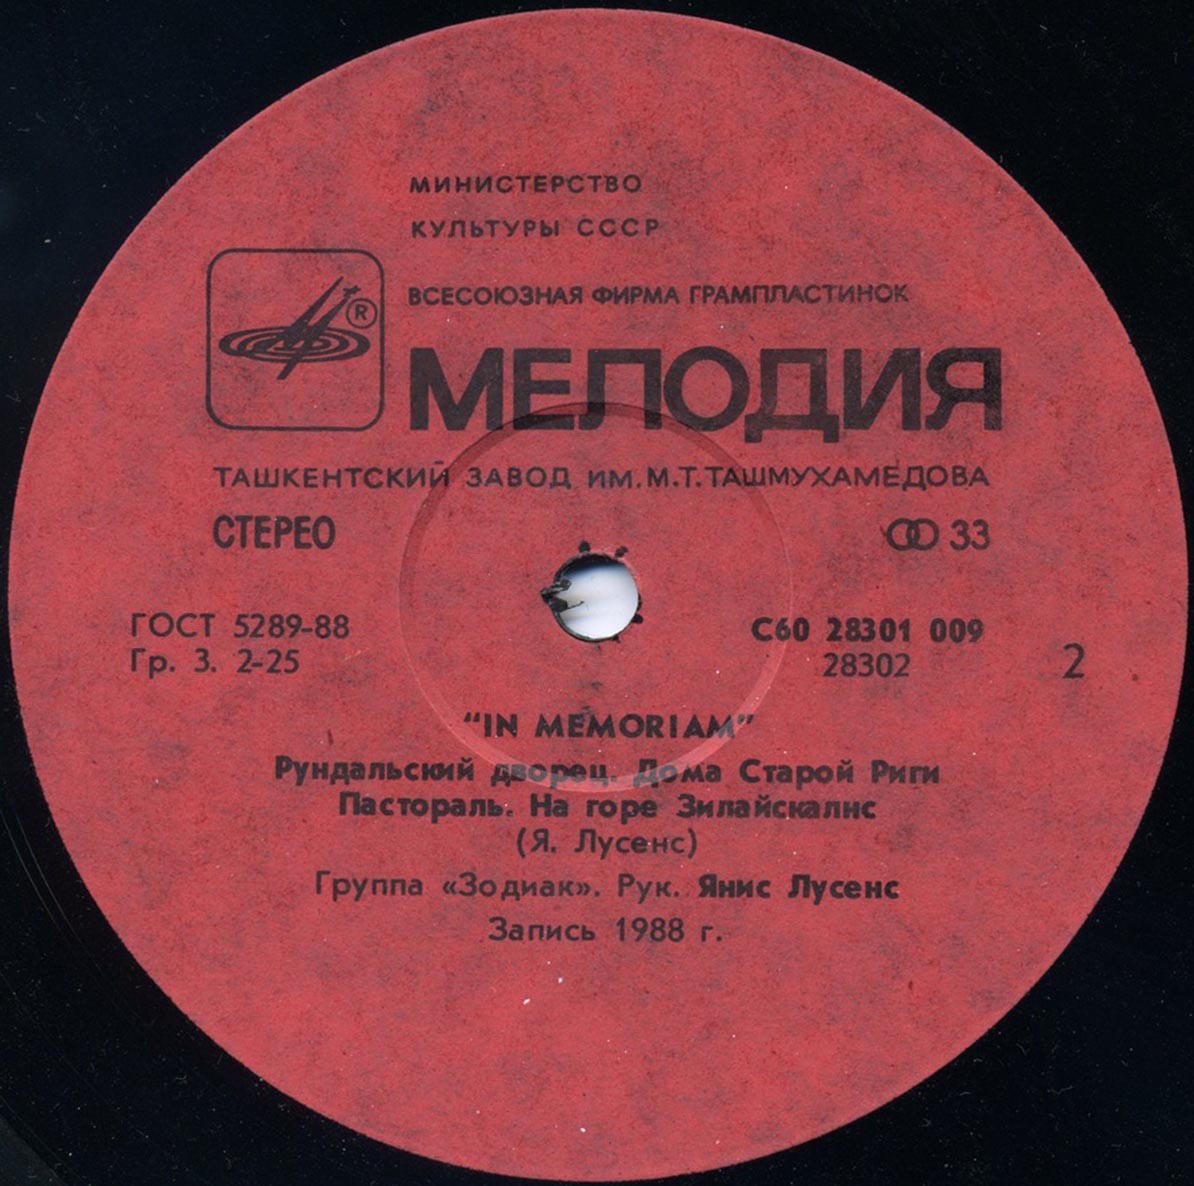 МИНИСТЕРСТВО
КУЛЬТУРЫ СССР
ВСЕСОЮЗНАЯ ФИРМА ГРАМПЛАСТИНОК
®
МЕЛОДИЯ
ТАШКЕНТСКИЙ ЗАВОД ИМ. М.Т. ТАШМУХАМЕДОВА
СТЕРЕО
33
ГОСТ 5289-88
Гр. 3. 2-25
С60 28301 009
28302
2
“IN MEMORIAM”
Рундальский дворец. Дома Старой Риги
Пастораль. На горе Зилайскалнс
(Я. Лусенс)
Группа «Зодиак». Рук. Янис Лусенс
Запись 1988 г.